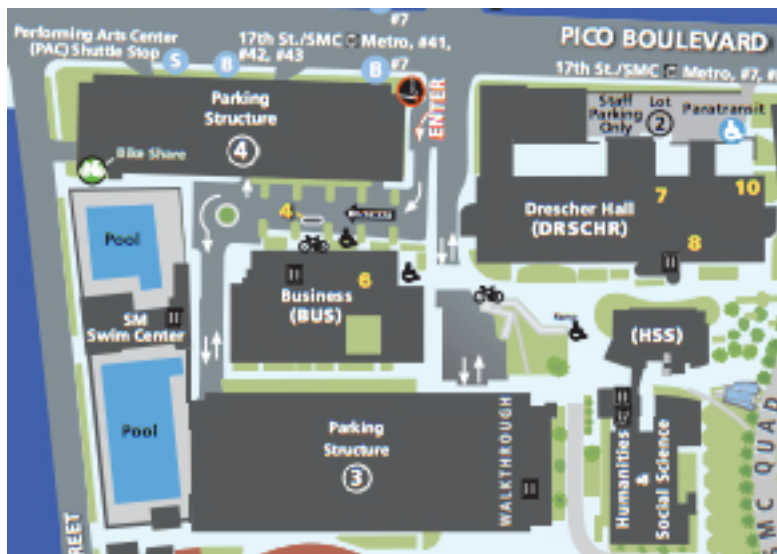 #7
Performing Arts Center
(PAC) Shuttle Stop
S
B
17th St./SMC Metro, #41,
#42, #43
B
#7
PICO BOULEVARD
17th St./SMC Metro, #7, #
ENTER
Parking
Structure
4
Bike Share
Staff
Parking
Only
Lot
2
Paratransit
7
10
Drescher Hall
(DRSCHR)
8
Pool
4
6
Business
(BUS)
SM
Swim Center
(HSS)
Pool
Parking
Structure
3
WALKTHROUGH
Humanities
&
Social Science
SMC QUAD
REET